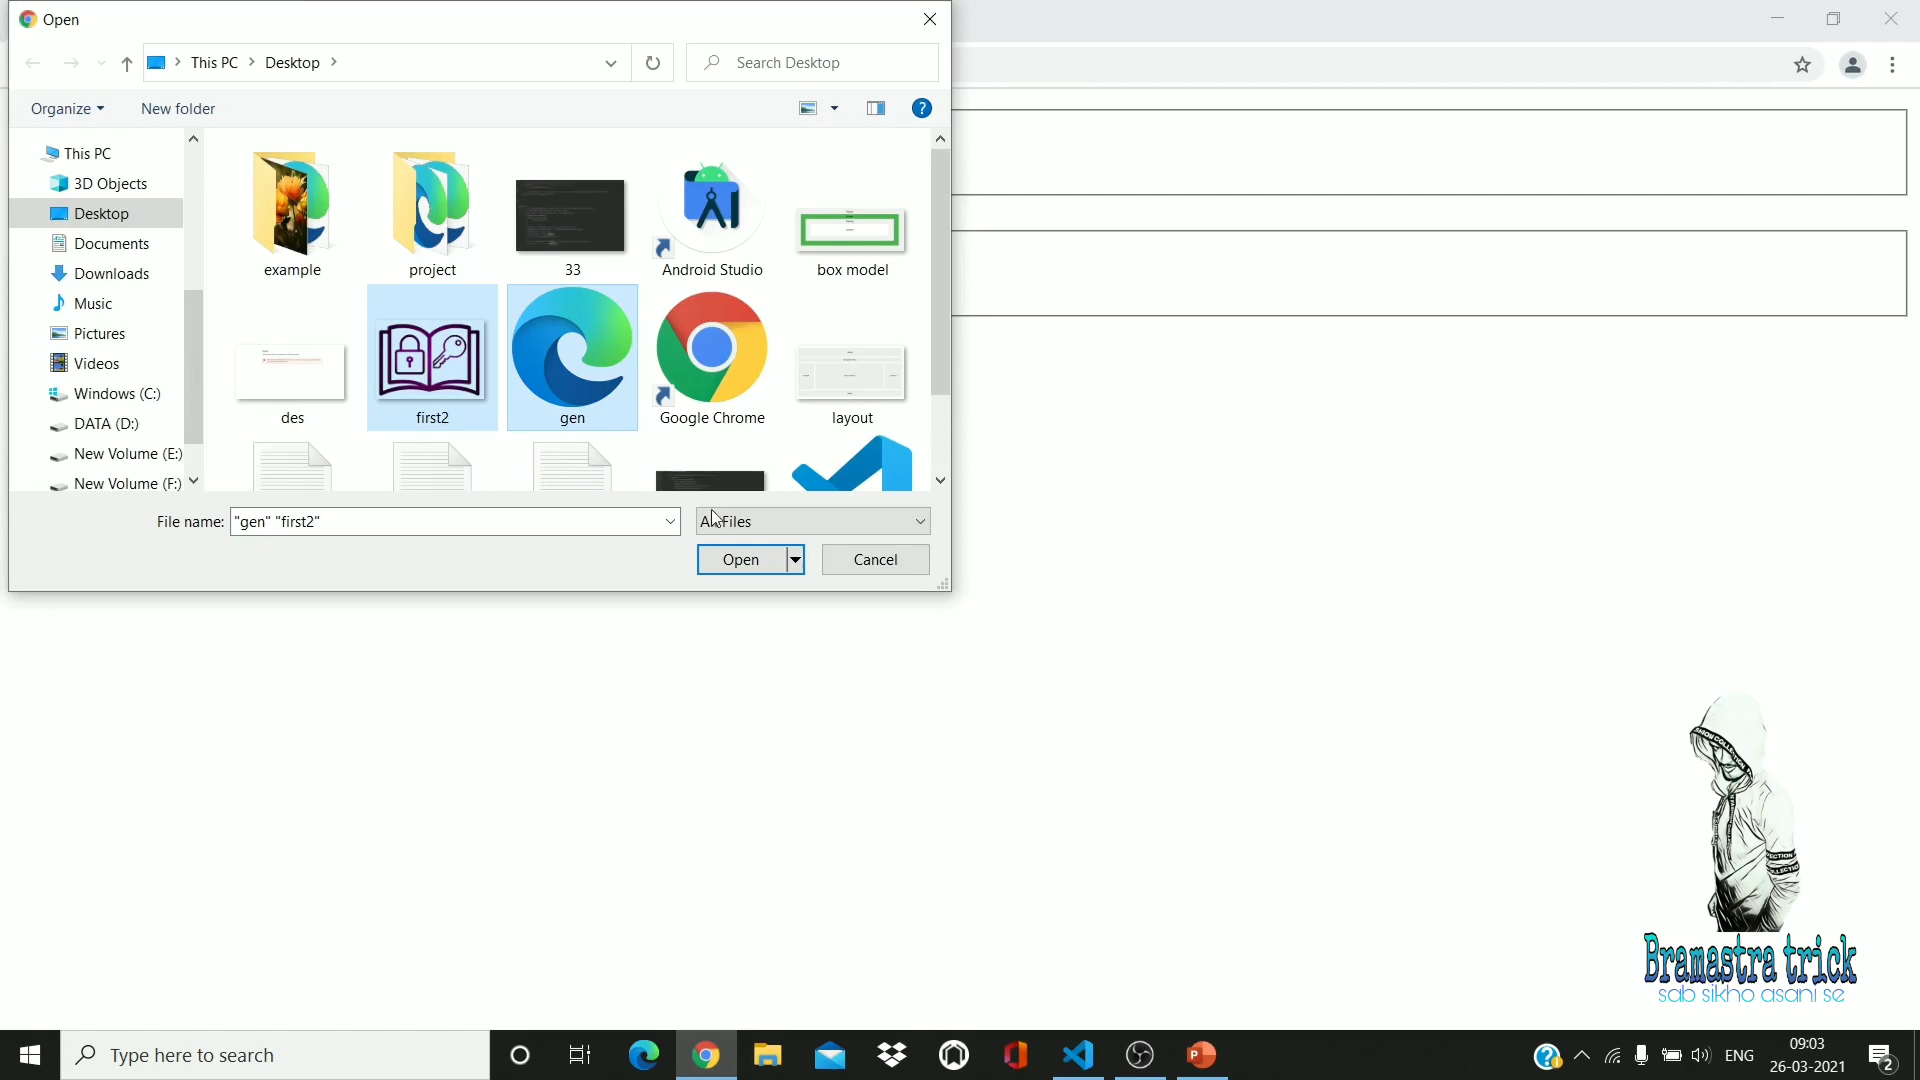 Open
This PC
Desktop
Search Desktop
Organize
New folder
This PC
3D Objects
Desktop
Documents
Downloads
Music
Pictures
Videos
Windows (C:)
DATA (D:)
New Volume (E:)
New Volume (F:)
example
project
33
Android Studio
box model
des
first2
gen
Google Chrome
layout
File name:
"gen" "first2"
Files
Open
Cancel
Bramastra trick
sab sikho asani se
Type here to search
ENG
09:03
26-03-2021
2